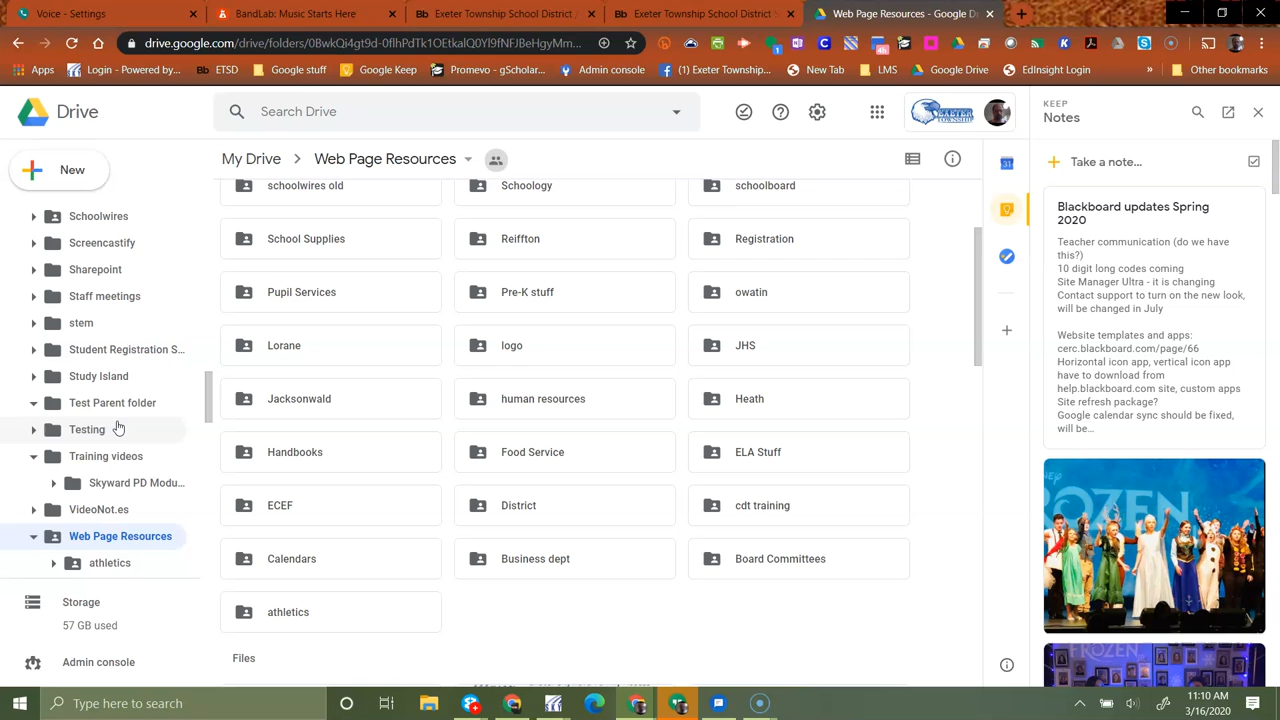 Voice - Settings
BandLab: Music Starts Here
Exeter Township School District /
Exeter Township School District S
Web Page Resources - Google D
drive.google.com/drive/folders/0BwkQi4gt9d-0flhPdTk1OEtkalQ0Yl9fNFJBeHgyMm...
Apps
Login - Powered by...
Bb ETSD
Google stuff
Google Keep
Promevo - gScholar...
Admin console
(1) Exeter Township...
New Tab
LMS
Google Drive
EdInsight Login
»
Other bookmarks
Drive
Search Drive
EXETER
TOWNSHIP
KEEP
Notes
New
My Drive
Web Page Resources
Take a note...
Schoolwires
Screencastify
Sharepoint
Staff meetings
stem
Student Registration S...
Study Island
Test Parent folder
Testing
Training videos
Skyward PD Modu...
VideoNot.es
Web Page Resources
athletics
Storage
57 GB used
Admin console
schoolwires old
Schoology
schoolboard
School Supplies
Reiffton
Registration
Pupil Services
Pre-K stuff
owatin
Lorane
logo
JHS
Jacksonwald
human resources
Heath
Handbooks
Food Service
ELA Stuff
ECEF
District
cdt training
Calendars
Business dept
Board Committees
athletics
Files
31
Blackboard updates Spring
2020
Teacher communication (do we have
this?)
10 digit long codes coming
Site Manager Ultra - it is changing
Contact support to turn on the new look,
will be changed in July
Website templates and apps:
cerc.blackboard.com/page/66
Horizontal icon app, vertical icon app
have to download from
help.blackboard.com site, custom apps
Site refresh package?
Google calendar sync should be fixed,
will be...
DISNEY
FROZEN
FROZEN
Type here to search
11:10 AM
3/16/2020